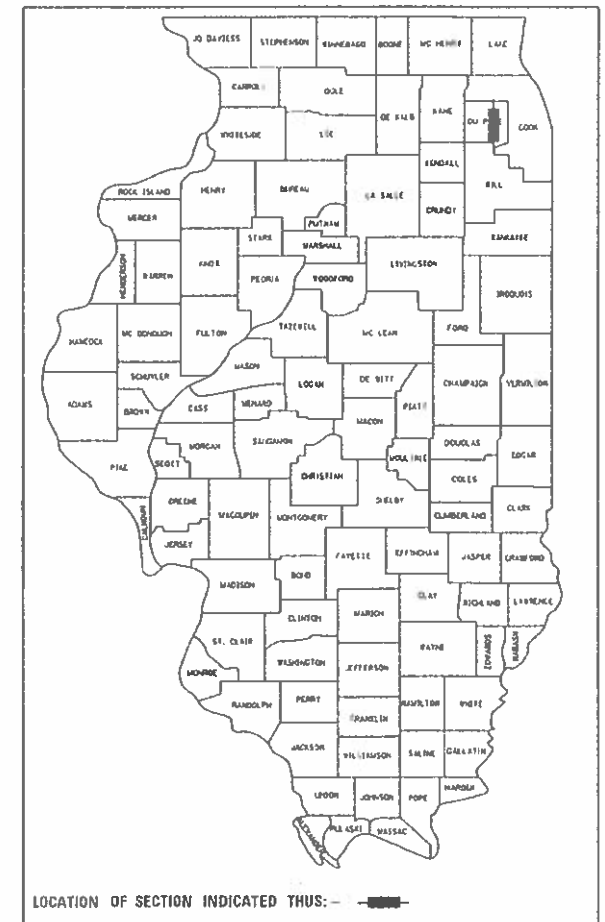 JO DAVIESS STEPHENSON WINNEBAGO BOONE MC HENRY LAKE
CARROLL OGLE
DE KALB KANE DU PAGE COOK
WHITESIDE LEE
KENDALL
ROCK ISLAND HENRY BUREAU LA SALLE GRUNDY WILL
MERCER PUTNAM
STARK MARSHALL KANKAKEE
HENDERSON WARREN KNOX PEORIA WOODFORD LIVINGSTON IROQUOIS
HANCOCK MC DONOUGH FULTON TAZEWELL MC LEAN FORD
MASON
SCHUYLER LOGAN DE WITT CHAMPAIGN VERMILION
ADAMS BROWN CASS MENARD MACON PIATT
MORGAN SANGAMON DOUGLAS
PIKE SCOTT CHRISTIAN MOULTRIE EDGAR
COLES
GREENE MACOUPIN MONTGOMERY SHELBY CUMBERLAND CLARK
CALHOUN JERSEY
FAYETTE EFFINGHAM JASPER CRAWFORD
MADISON BOND
CLAY RICHLAND LAWRENCE
CLINTON MARION
ST. CLAIR WAYNE EDWARDS WABASH
WASHINGTON JEFFERSON
MONROE
RANDOLPH PERRY FRANKLIN HAMILTON WHITE
JACKSON WILLIAMSON SALINE GALLATIN
UNION JOHNSON POPE HARDIN
ALEXANDER PULASKI MASSAC
LOCATION OF SECTION INDICATED THUS: -